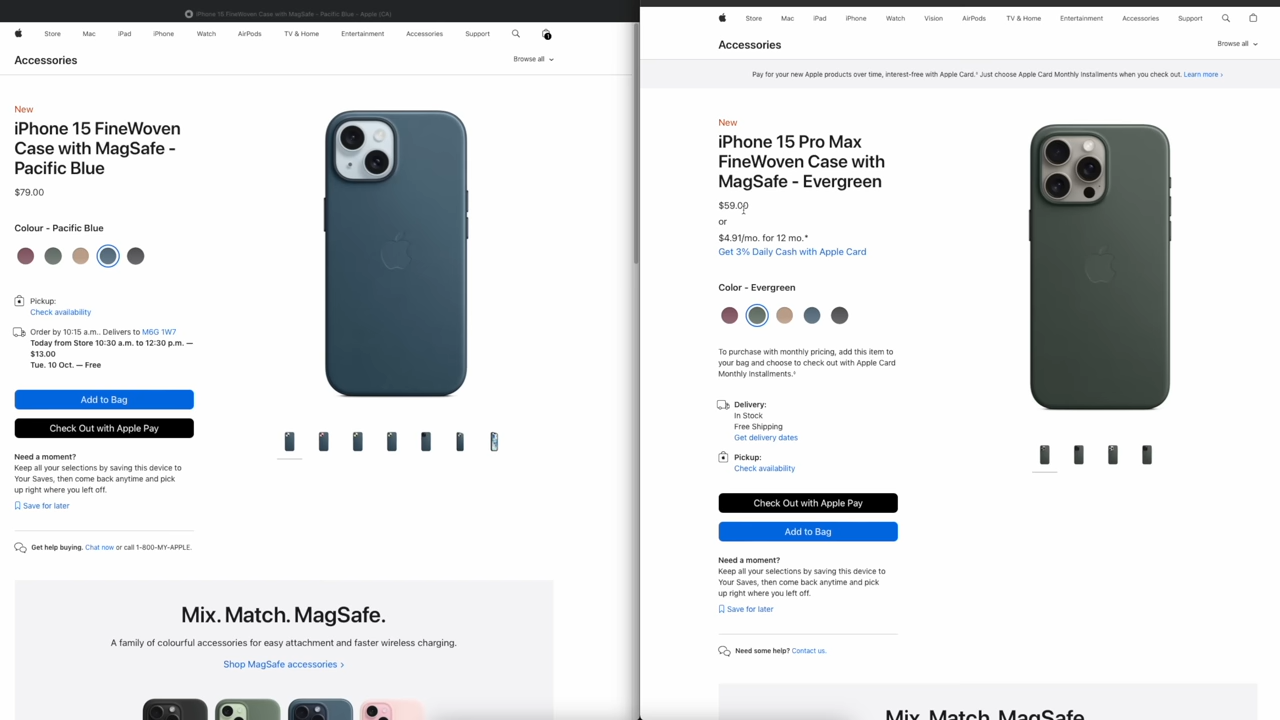 iPhone 15 FineWoven Case with MagSafe - Pacific Blue - Apple (CA)
Store Mac iPad iPhone Watch AirPods TV & Home Entertainment Accessories Support
1
Accessories
Browse all
New
iPhone 15 FineWoven
Case with MagSafe -
Pacific Blue
$79.00
Colour - Pacific Blue
Pickup:
Check availability
Order by 10:15 a.m.. Delivers to M6G 1W7
Today from Store 10:30 a.m. to 12:30 p.m. —
$13.00
Tue. 10 Oct. — Free
Add to Bag
Check Out with Apple Pay
Need a moment?
Keep all your selections by saving this device to
Your Saves, then come back anytime and pick
up right where you left off.
Save for later
Get help buying. Chat now or call 1-800-MY-APPLE.
Mix. Match. MagSafe.
A family of colourful accessories for easy attachment and faster wireless charging.
Shop MagSafe accessories >
Store Mac iPad iPhone Watch Vision AirPods TV & Home Entertainment Accessories Support
Accessories
Browse all
Pay for your new Apple products over time, interest-free with Apple Card.◊ Just choose Apple Card Monthly Installments when you check out. Learn more >
New
iPhone 15 Pro Max
FineWoven Case with
MagSafe - Evergreen
$59.00
or
$4.91/mo. for 12 mo.*
Get 3% Daily Cash with Apple Card
Color - Evergreen
To purchase with monthly pricing, add this item to
your bag and choose to check out with Apple Card
Monthly Installments.◊
Delivery:
In Stock
Free Shipping
Get delivery dates
Pickup:
Check availability
Check Out with Apple Pay
Add to Bag
Need a moment?
Keep all your selections by saving this device to
Your Saves, then come back anytime and pick
up right where you left off.
Save for later
Need some help? Contact us.
Mix. Match. MagSafe.